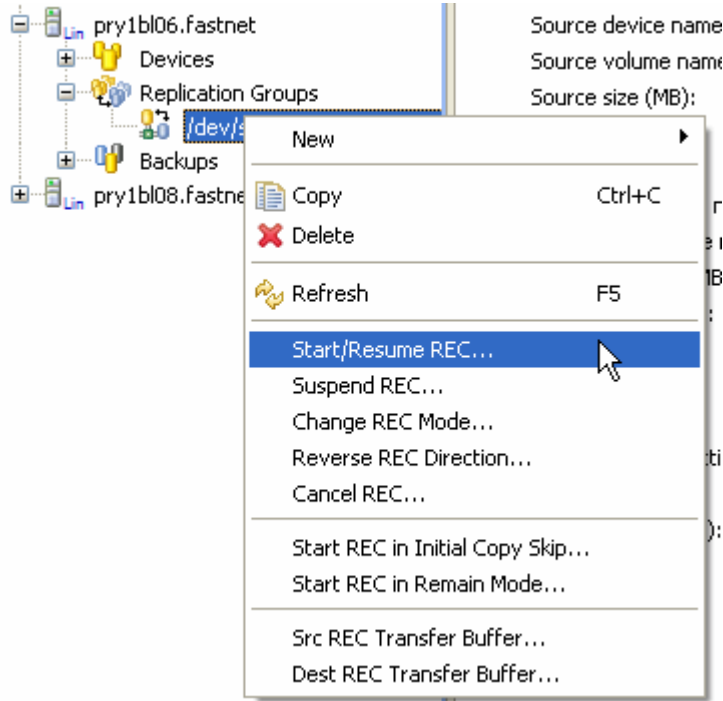 Lin pry1bl06.fastnet
Devices
Replication Groups
/dev/s
Backups
Lin pry1bl08.fastne
Source device name
Source volume name
Source size (MB):
New
Copy Ctrl+C
Delete
Refresh F5
Start/Resume REC...
Suspend REC...
Change REC Mode...
Reverse REC Direction...
Cancel REC...
Start REC in Initial Copy Skip...
Start REC in Remain Mode...
Src REC Transfer Buffer...
Dest REC Transfer Buffer...